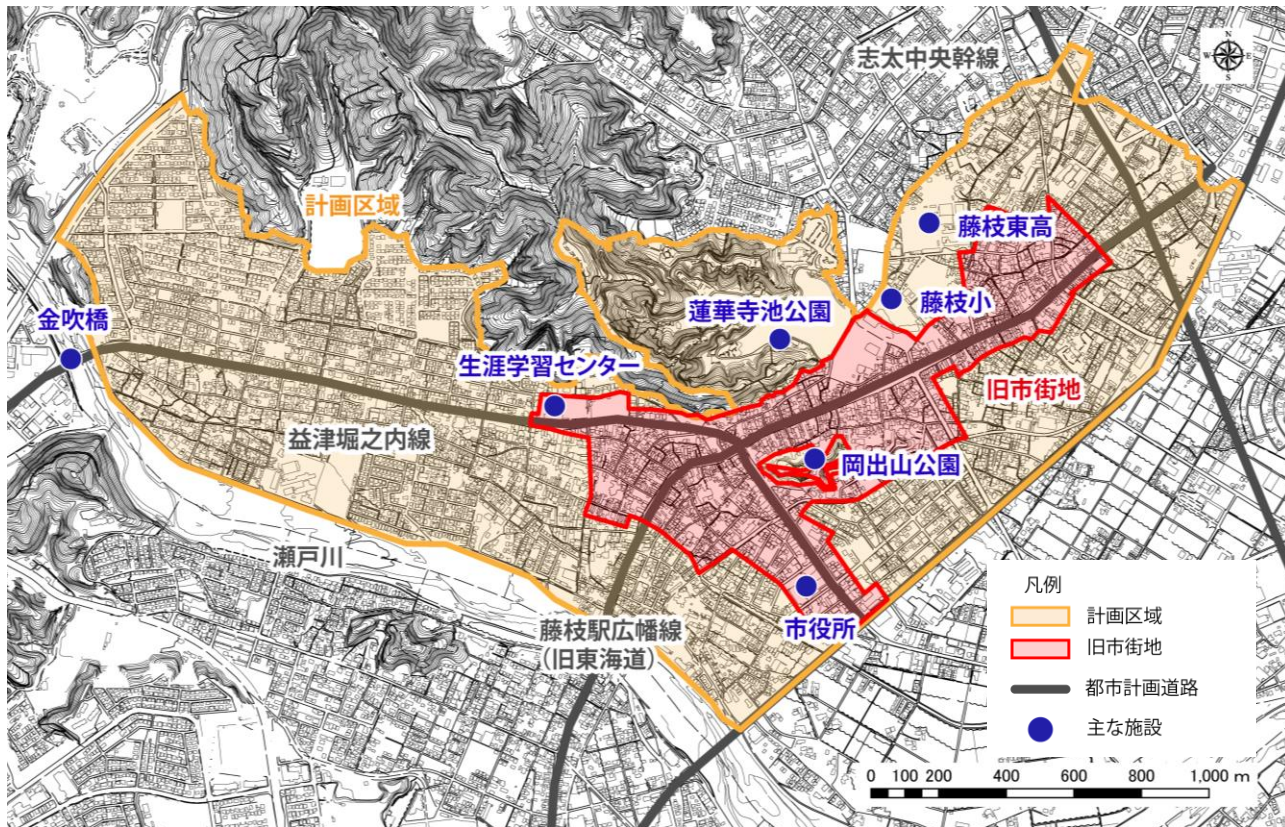 志太中央幹線
N
W E
S
計画区域
藤枝東高
藤枝小
金吹橋
蓮華寺池公園
生涯学習センター
旧市街地
益津堀之内線
岡出山公園
瀬戸川
藤枝駅広幡線
（旧東海道）
市役所
凡例
計画区域
旧市街地
都市計画道路
主な施設
0 100 200 400 600 800 1,000 m